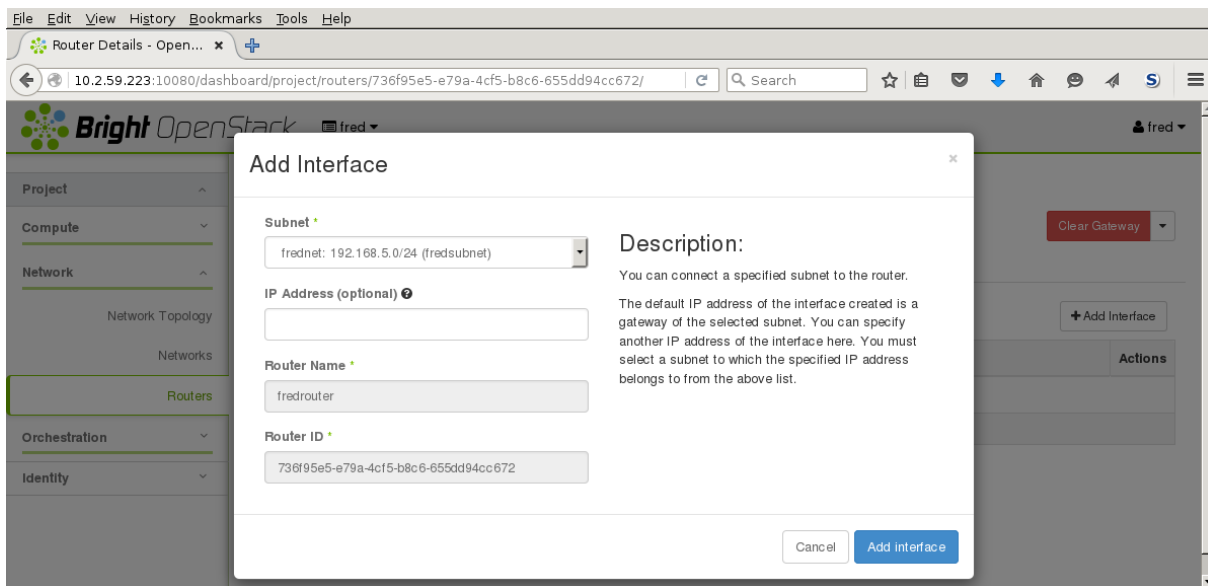 File Edit View History Bookmarks Tools Help
Router Details - Open...
10.2.59.223:10080/dashboard/project/routers/736f95e5-e79a-4cf5-b8c6-655dd94cc672/
Search
Bright OpenStack
fred
fred
Add Interface
Project
Compute
Network
Network Topology
Networks
Routers
Orchestration
Identity
Subnet *
frednet: 192.168.5.0/24 (fredsubnet)
IP Address (optional)
Router Name *
fredrouter
Router ID *
736f95e5-e79a-4cf5-b8c6-655dd94cc672
Description:
You can connect a specified subnet to the router.
The default IP address of the interface created is a
gateway of the selected subnet. You can specify
another IP address of the interface here. You must
select a subnet to which the specified IP address
belongs to from the above list.
Cancel
Add interface
Clear Gateway
Add Interface
Actions